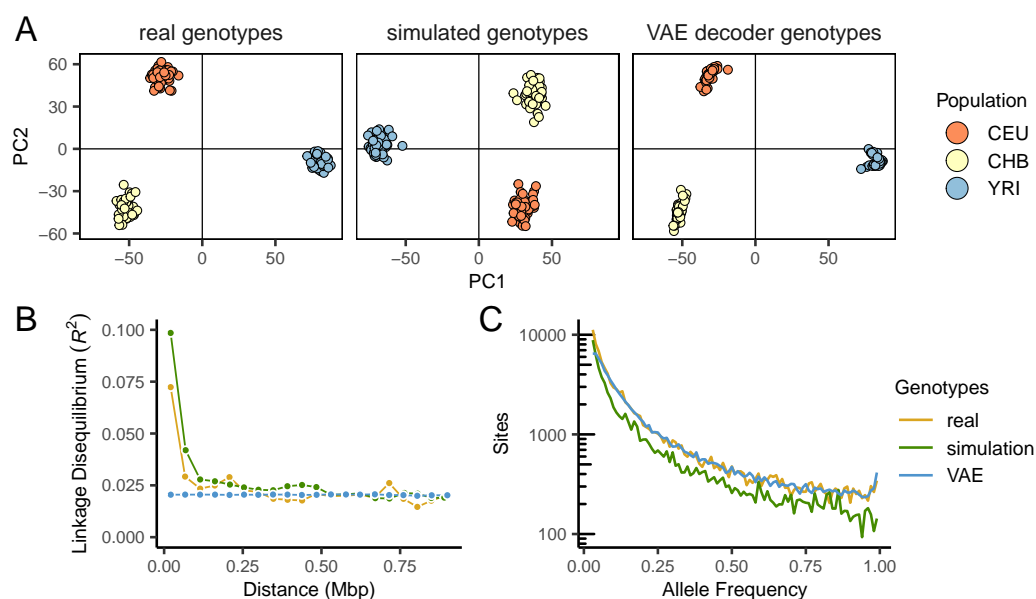 A
real genotypes
simulated genotypes
VAE decoder genotypes
PC2
60
30
0
−30
−60
−50
0
50
−50
0
50
−50
0
50
PC1
Population
CEU
CHB
YRI
B
Linkage Disequilibrium (R²)
0.100
0.075
0.050
0.025
0.000
0.00
0.25
0.50
0.75
Distance (Mbp)
C
Sites
10000
1000
100
0.00
0.25
0.50
0.75
1.00
Allele Frequency
Genotypes
real
simulation
VAE